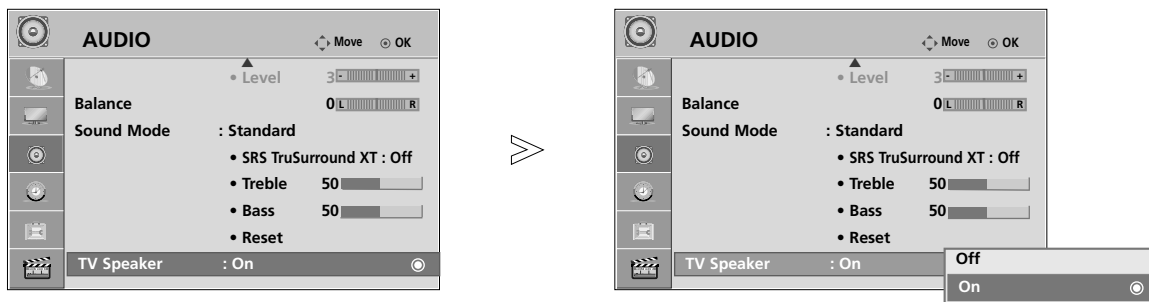 AUDIO
Move
OK
• Level 3 - +
Balance 0 L R
Sound Mode : Standard
• SRS TruSurround XT : Off
• Treble 50
• Bass 50
• Reset
TV Speaker : On
AUDIO
Move
OK
• Level 3 - +
Balance 0 L R
Sound Mode : Standard
• SRS TruSurround XT : Off
• Treble 50
• Bass 50
• Reset
TV Speaker : On
Off
On